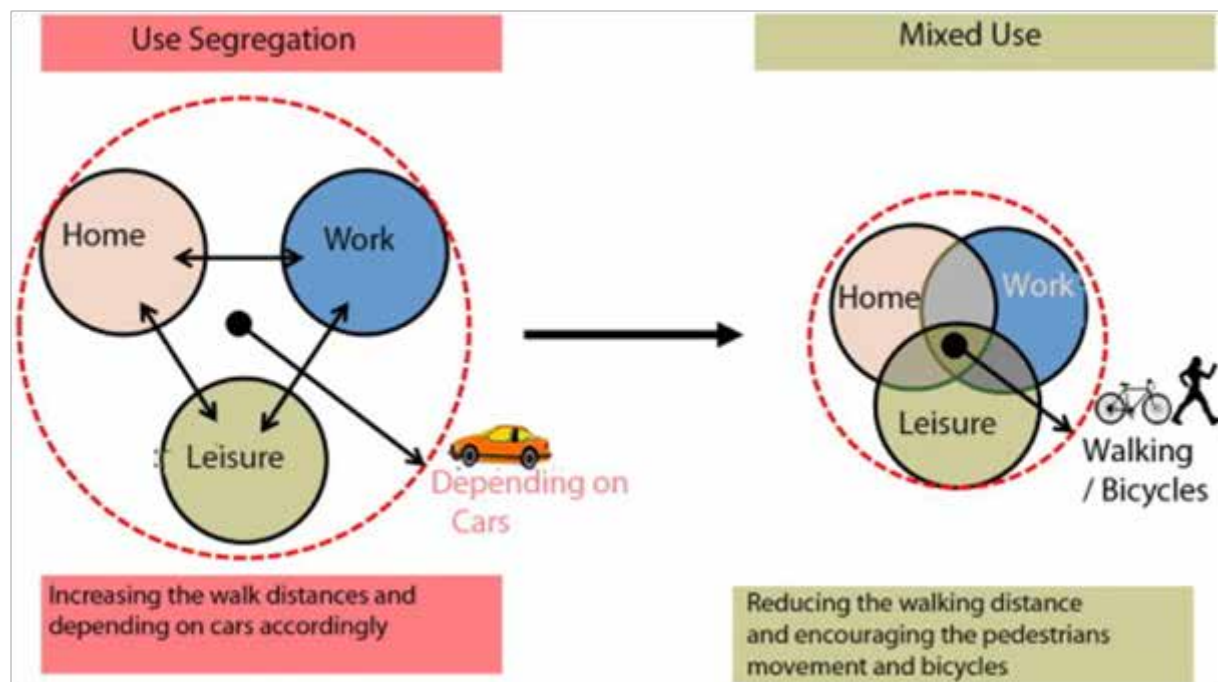 Use Segregation
Mixed Use
Home
Work
Leisure
Depending on
Cars
Home
Work
Leisure
Walking
/ Bicycles
Increasing the walk distances and
depending on cars accordingly
Reducing the walking distance
and encouraging the pedestrians
movement and bicycles